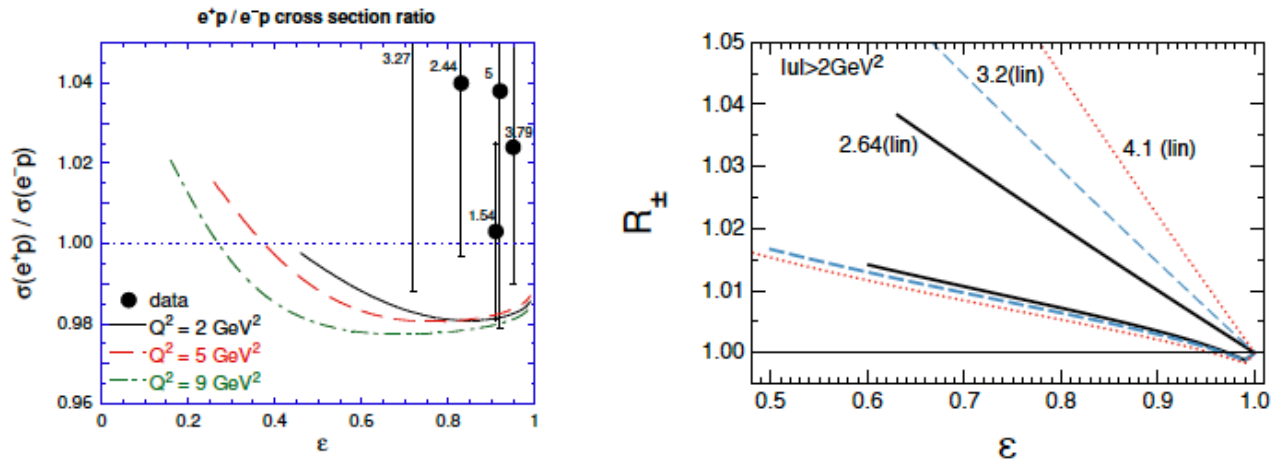 e⁺p / e⁻p cross section ratio
σ(e⁺p) / σ(e⁻p)
1.04
1.02
1.00
0.98
0.96
3.27
2.44
5
3.79
1.54
data
Q² = 2 GeV²
Q² = 5 GeV²
Q² = 9 GeV²
0 0.2 0.4 0.6 0.8 1
ε
R±
1.05
1.04
1.03
1.02
1.01
1.00
|u|>2GeV²
3.2(lin)
2.64(lin)
4.1 (lin)
0.5 0.6 0.7 0.8 0.9 1.0
ε